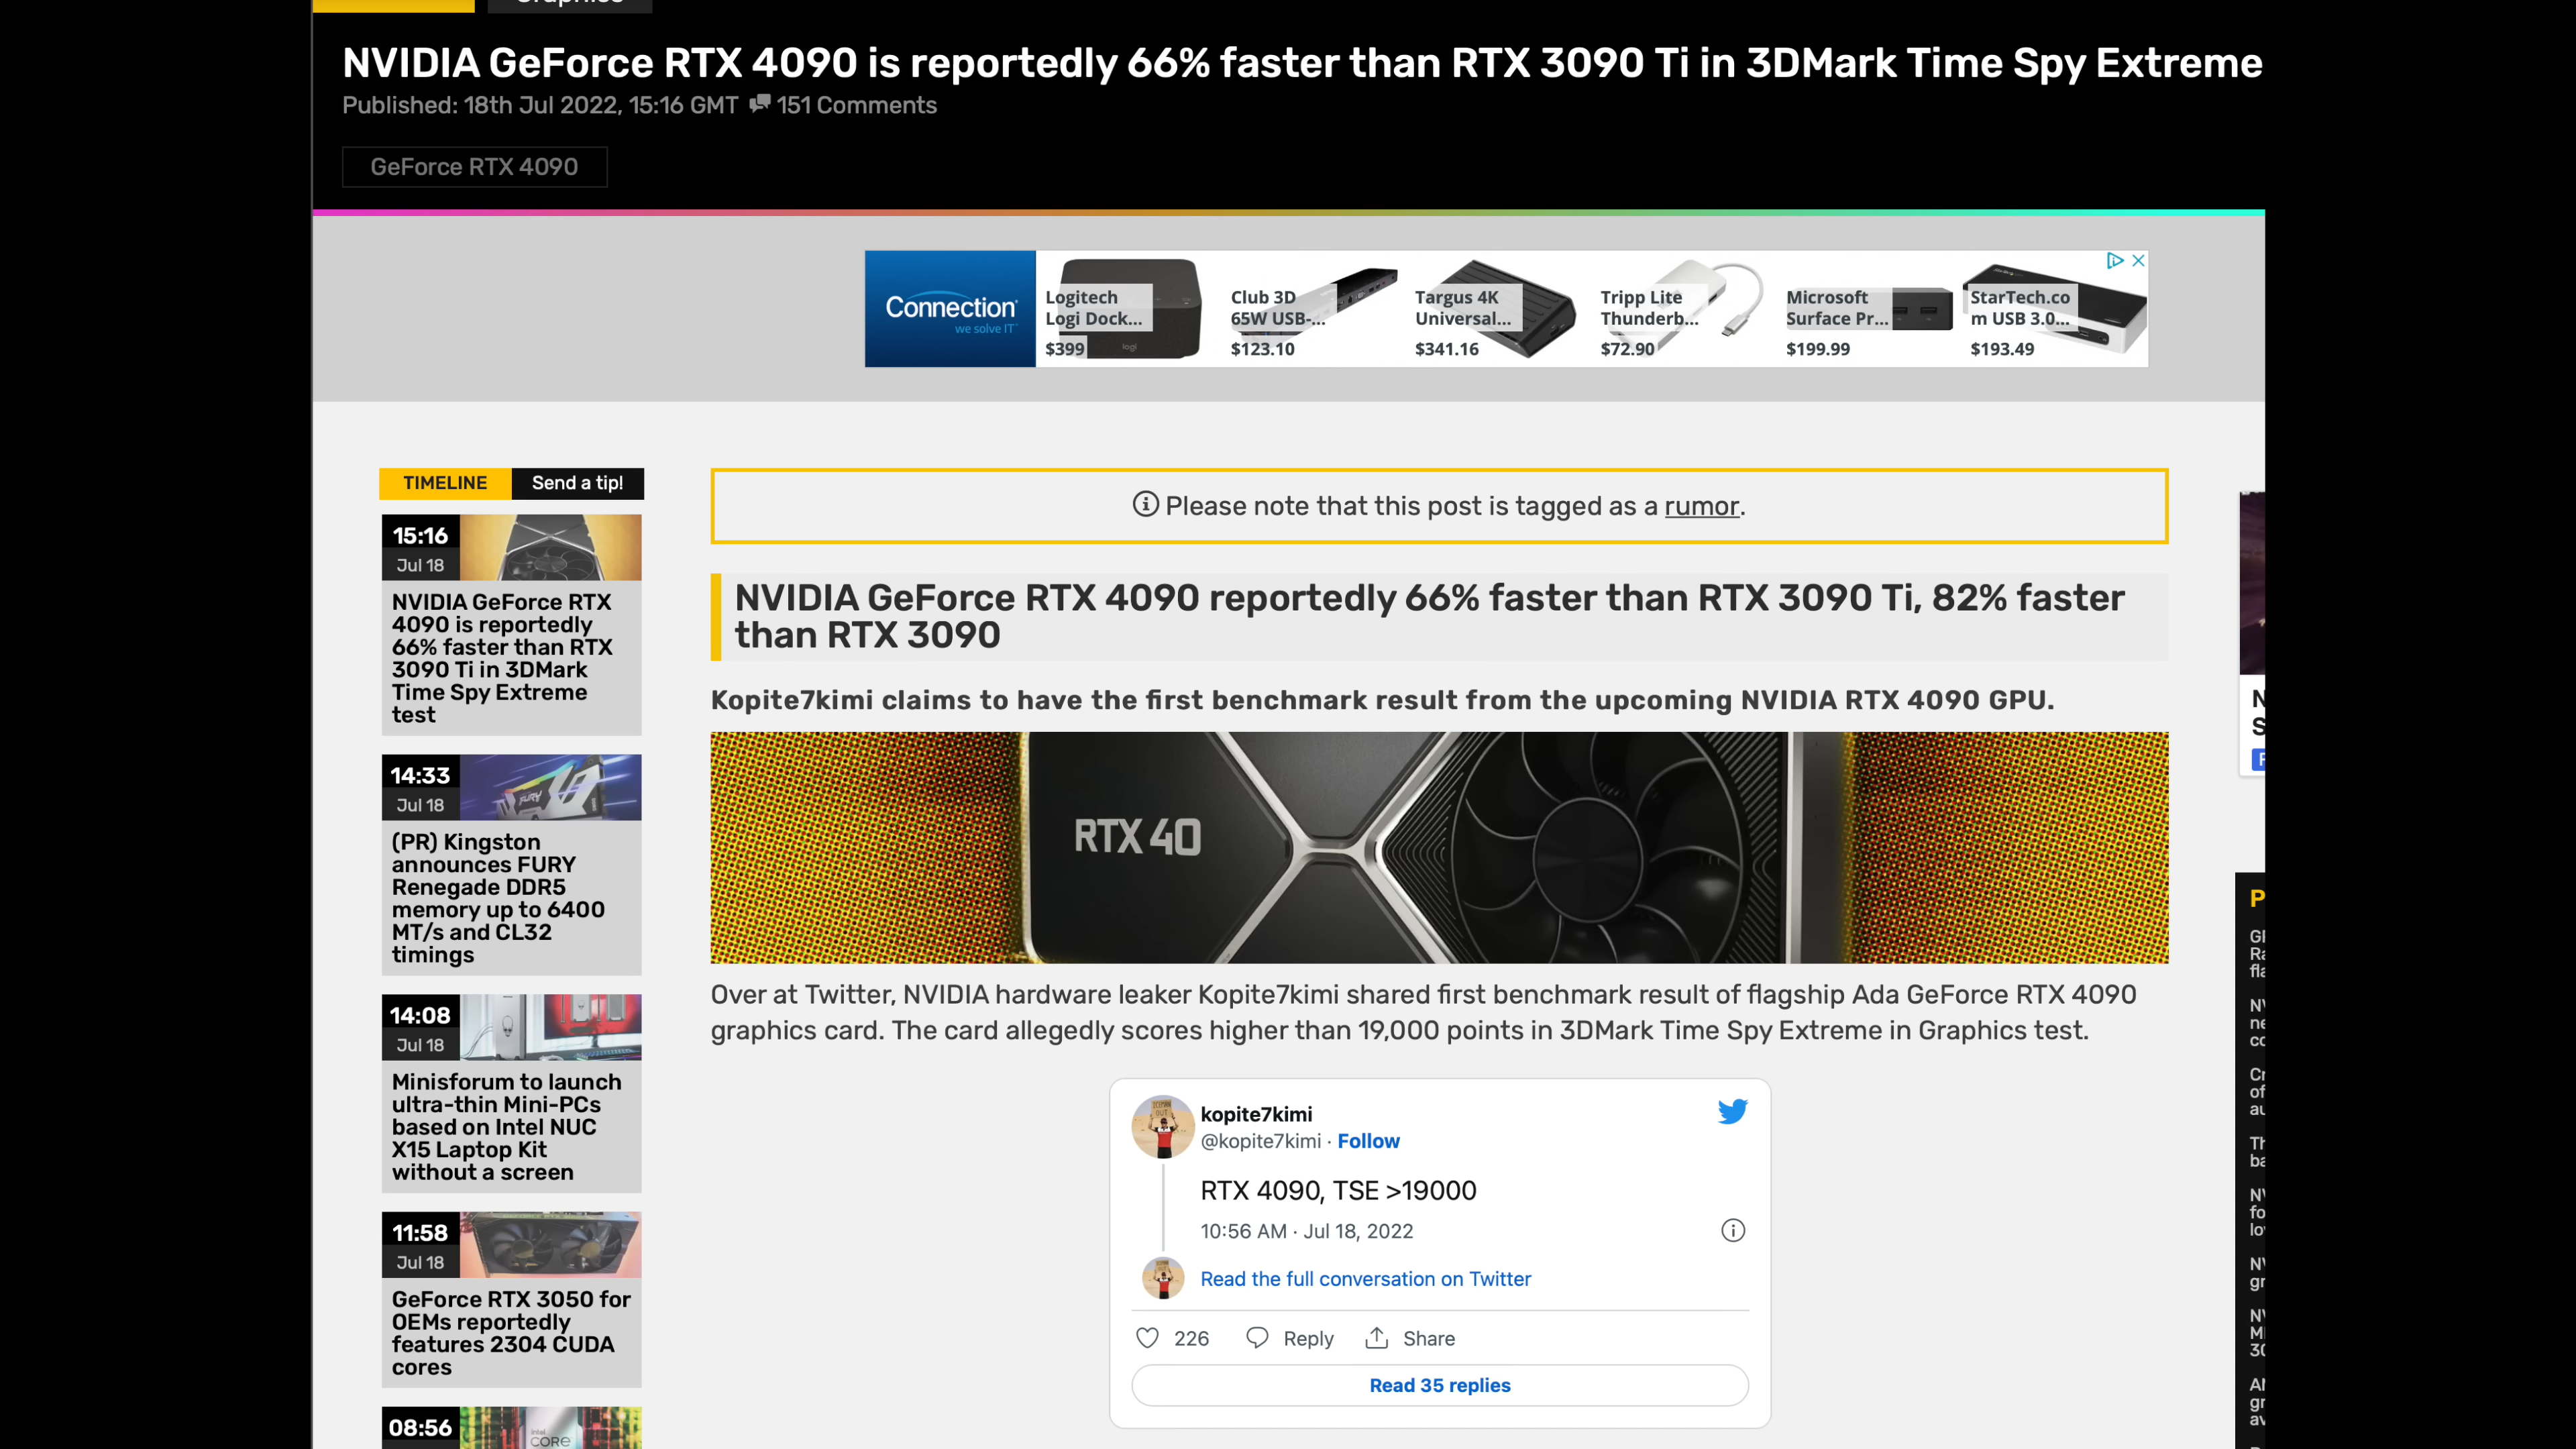 Graphics
NVIDIA GeForce RTX 4090 is reportedly 66% faster than RTX 3090 Ti in 3DMark Time Spy Extreme
Published: 18th Jul 2022, 15:16 GMT 151 Comments
GeForce RTX 4090
Connection
we solve IT
Logitech
Logi Dock...
$399
logi
Club 3D
65W USB-...
$123.10
Targus 4K
Universal...
$341.16
Tripp Lite
Thunderb...
$72.90
Microsoft
Surface Pr...
$199.99
StarTech.co
m USB 3.0...
$193.49
TIMELINE
Send a tip!
15:16
Jul 18
NVIDIA GeForce RTX
4090 is reportedly
66% faster than RTX
3090 Ti in 3DMark
Time Spy Extreme
test
14:33
Jul 18
FURY
(PR) Kingston
announces FURY
Renegade DDR5
memory up to 6400
MT/s and CL32
timings
14:08
Jul 18
Minisforum to launch
ultra-thin Mini-PCs
based on Intel NUC
X15 Laptop Kit
without a screen
11:58
Jul 18
GeForce RTX 3050 for
OEMs reportedly
features 2304 CUDA
cores
08:56
intel
CORE
Please note that this post is tagged as a rumor.
NVIDIA GeForce RTX 4090 reportedly 66% faster than RTX 3090 Ti, 82% faster
than RTX 3090
Kopite7kimi claims to have the first benchmark result from the upcoming NVIDIA RTX 4090 GPU.
RTX 40
Over at Twitter, NVIDIA hardware leaker Kopite7kimi shared first benchmark result of flagship Ada GeForce RTX 4090
graphics card. The card allegedly scores higher than 19,000 points in 3DMark Time Spy Extreme in Graphics test.
kopite7kimi
@kopite7kimi · Follow
RTX 4090, TSE >19000
10:56 AM · Jul 18, 2022
Read the full conversation on Twitter
226 Reply Share
Read 35 replies